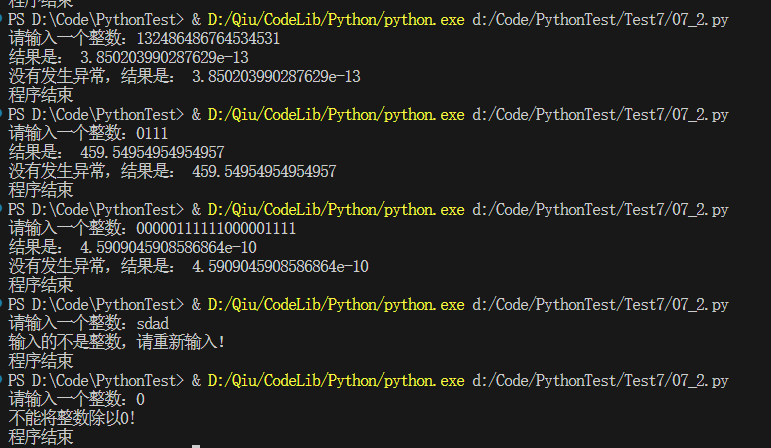 程序结束
PS D:\Code\PythonTest> & D:/Qiu/CodeLib/Python/python.exe d:/Code/PythonTest/Test7/07_2.py
请输入一个整数：132486486764534531
结果是： 3.850203990287629e-13
没有发生异常，结果是： 3.850203990287629e-13
程序结束
PS D:\Code\PythonTest> & D:/Qiu/CodeLib/Python/python.exe d:/Code/PythonTest/Test7/07_2.py
请输入一个整数：0111
结果是： 459.54954954954957
没有发生异常，结果是： 459.54954954954957
程序结束
PS D:\Code\PythonTest> & D:/Qiu/CodeLib/Python/python.exe d:/Code/PythonTest/Test7/07_2.py
请输入一个整数：00000111111000001111
结果是： 4.5909045908586864e-10
没有发生异常，结果是： 4.5909045908586864e-10
程序结束
PS D:\Code\PythonTest> & D:/Qiu/CodeLib/Python/python.exe d:/Code/PythonTest/Test7/07_2.py
请输入一个整数：sdad
输入的不是整数，请重新输入！
程序结束
PS D:\Code\PythonTest> & D:/Qiu/CodeLib/Python/python.exe d:/Code/PythonTest/Test7/07_2.py
请输入一个整数：0
不能将整数除以0！
程序结束